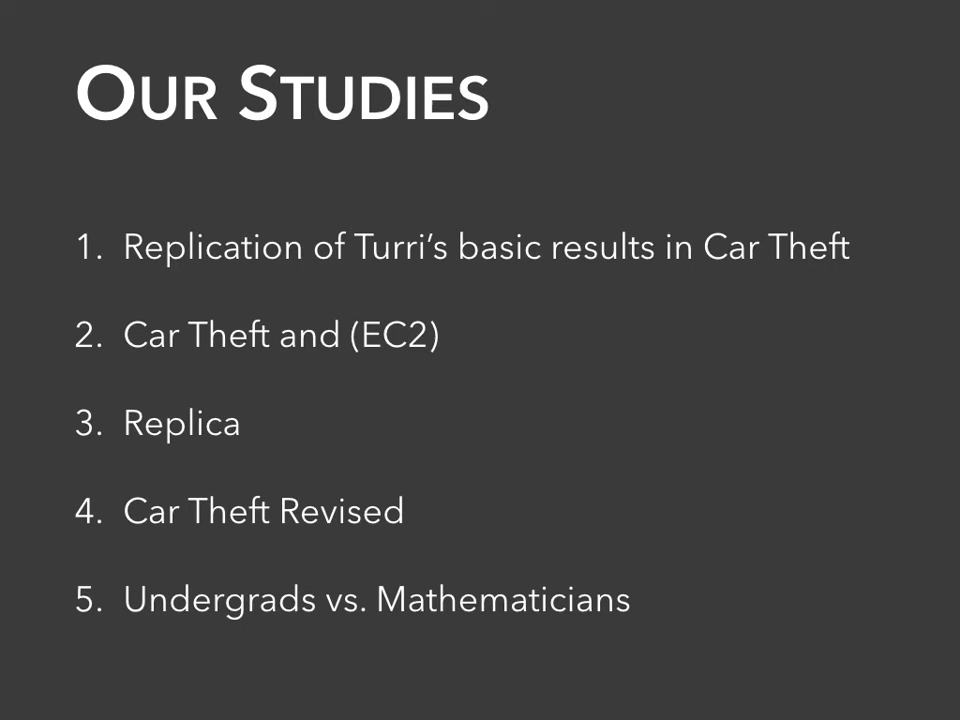 OUR STUDIES
1. Replication of Turri’s basic results in Car Theft
2. Car Theft and (EC2)
3. Replica
4. Car Theft Revised
5. Undergrads vs. Mathematicians